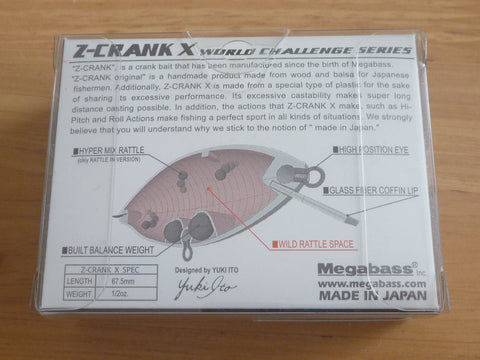 Z-CRANK X WORLD CHALLENGE SERIES
"Z-CRANK", is a crank bait that has been manufactured since the birth of Megabass.
"Z-CRANK original" is a handmade product made from wood and balsa for Japanese
fishermen. Additionally, Z-CRANK X is made from a special type of plastic for the sake
of sharing its excessive performance. Its excessive castability makes super long
distance casting possible. In addition, the actions that Z-CRANK X make, such as Hi-
Pitch and Roll Actions make fishing a perfect sport in all kinds of situations. We strongly
believe that you will understand why we stick to the notion of " made in Japan."
HYPER MIX RATTLE
(only RATTLE IN VERSION)
HIGH POSITION EYE
GLASS FIBER COFFIN LIP
BUILT BALANCE WEIGHT
WILD RATTLE SPACE
Z-CRANK X SPEC
LENGTH 67.5mm
WEIGHT 1/2oz.
Designed by YUKI ITO
Yuki Ito
Megabass Inc.
www.megabass.com
MADE IN JAPAN